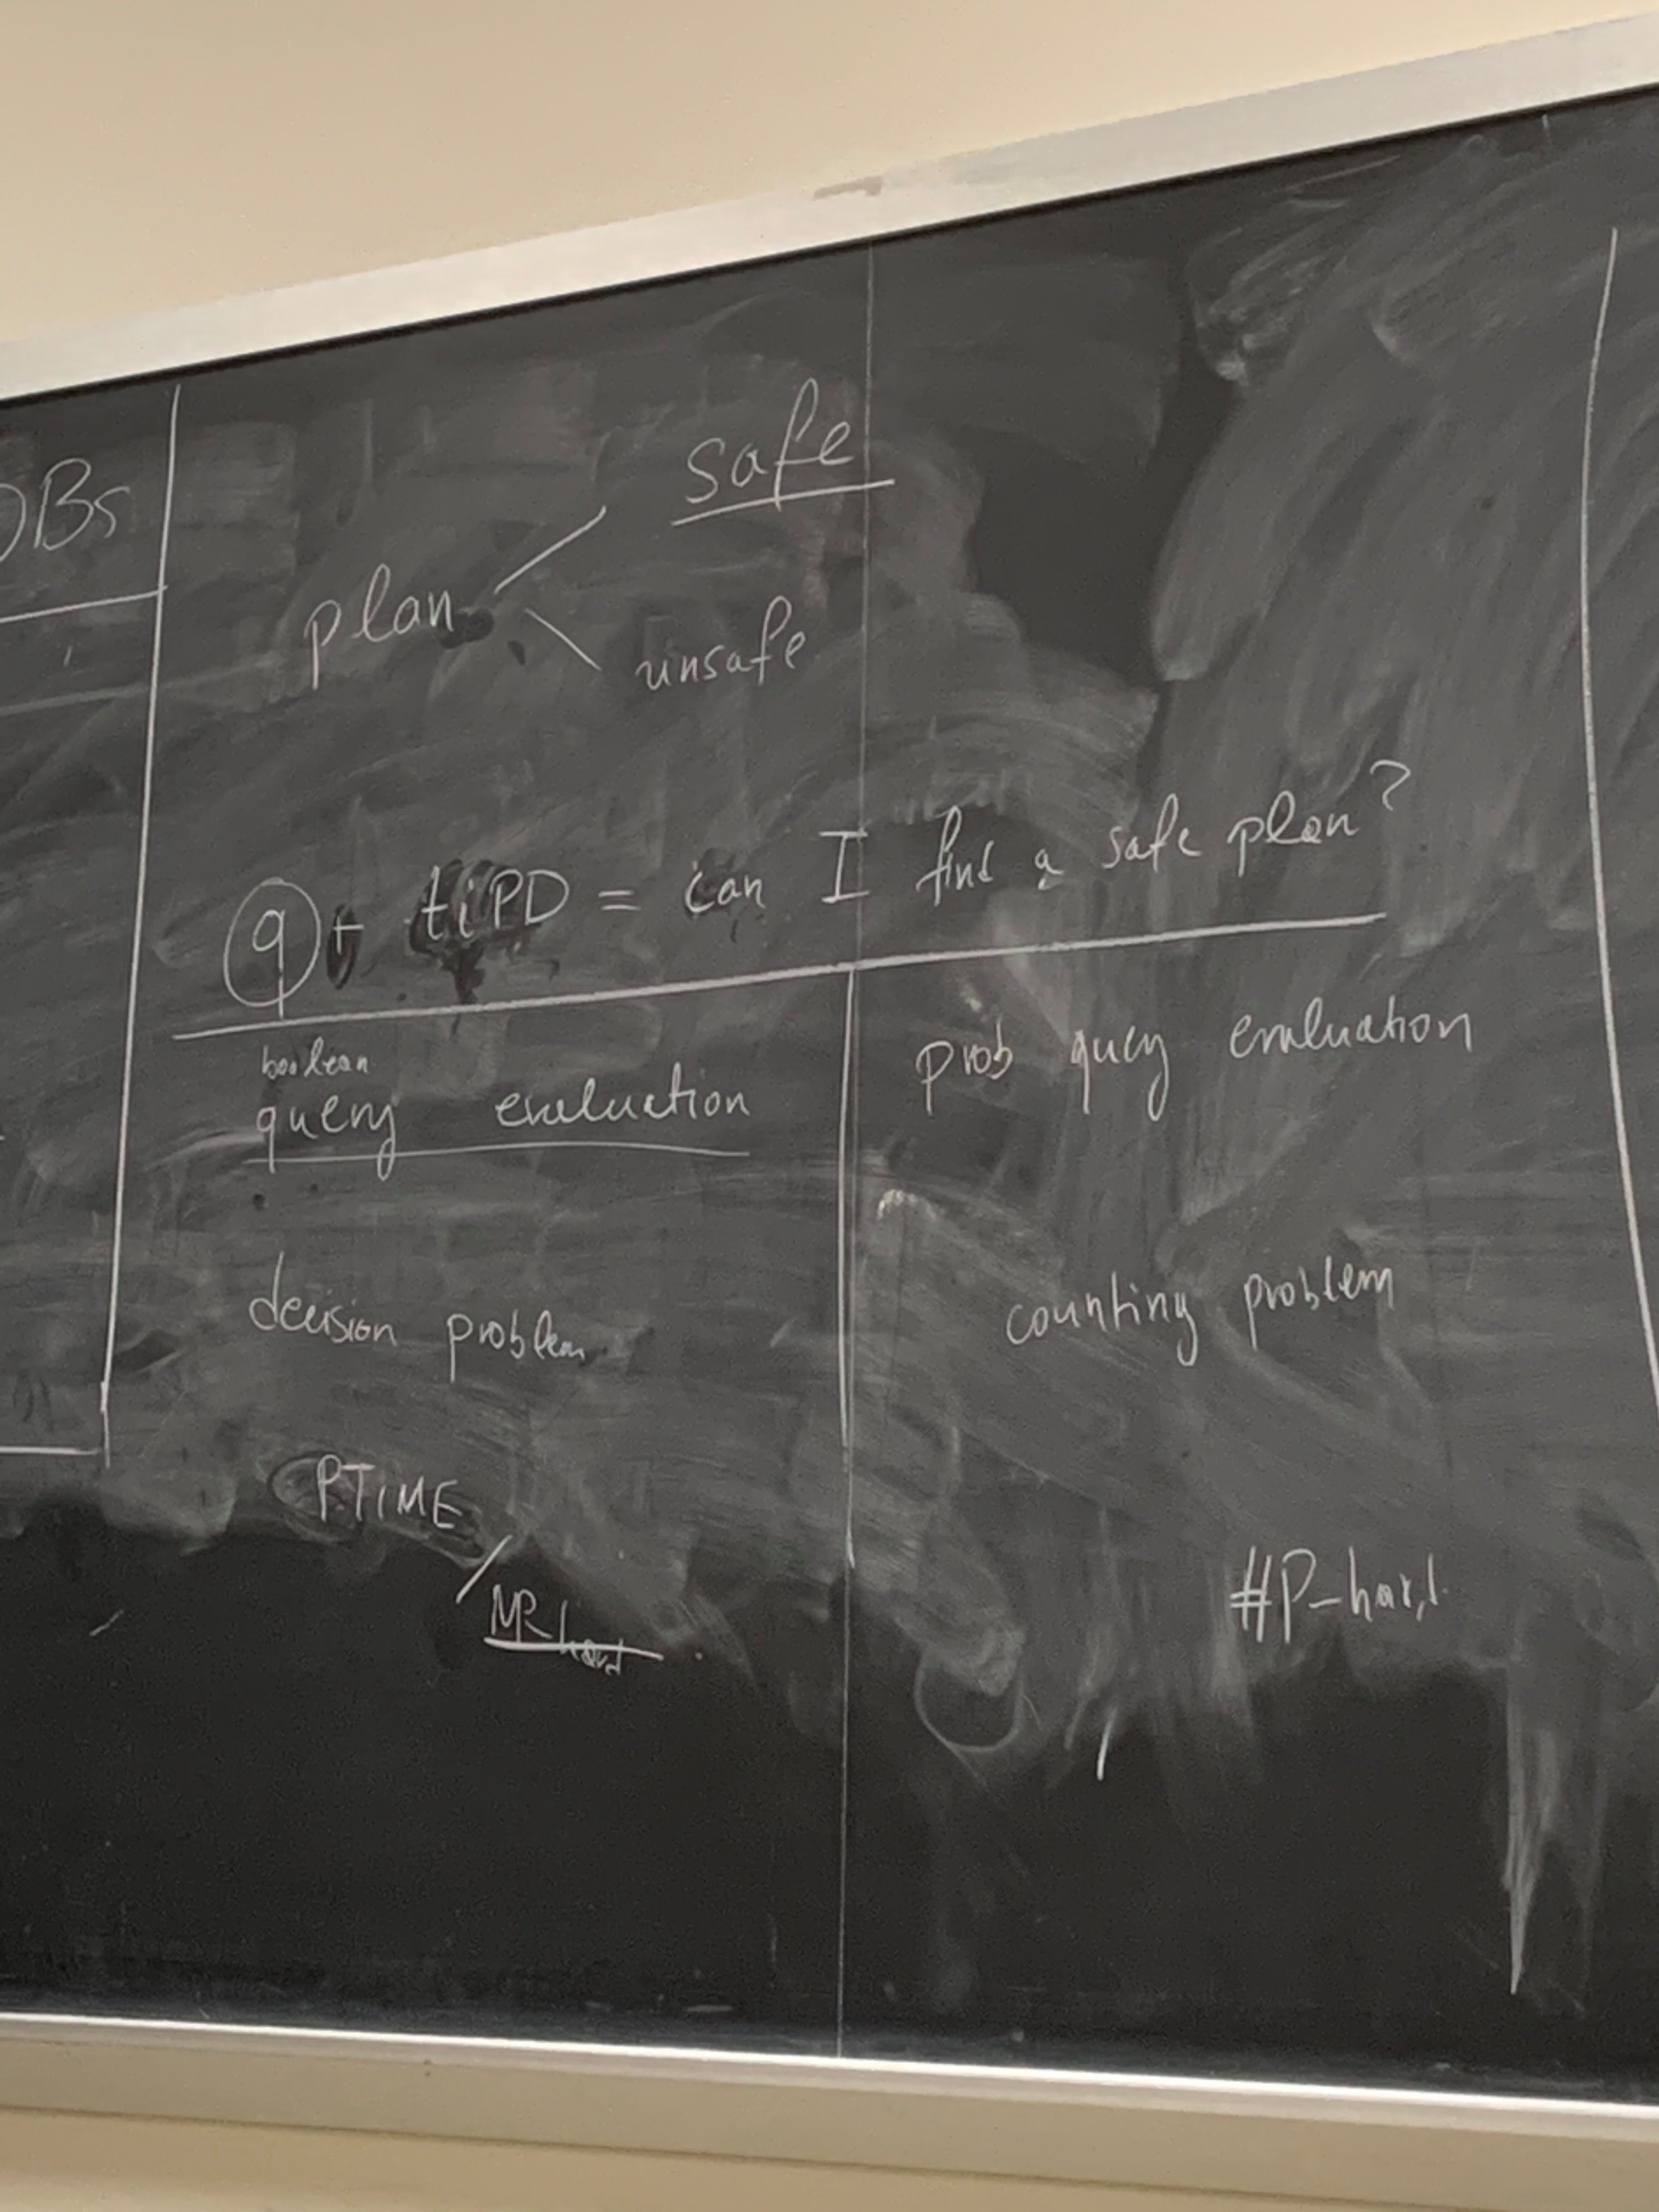 DBs
safe
plan
unsafe
q + tiPD = can I find a safe plan?
boolean
query evaluation
prob query evaluation
decision problem
counting problem
PTIME
NP hard
#P-hard